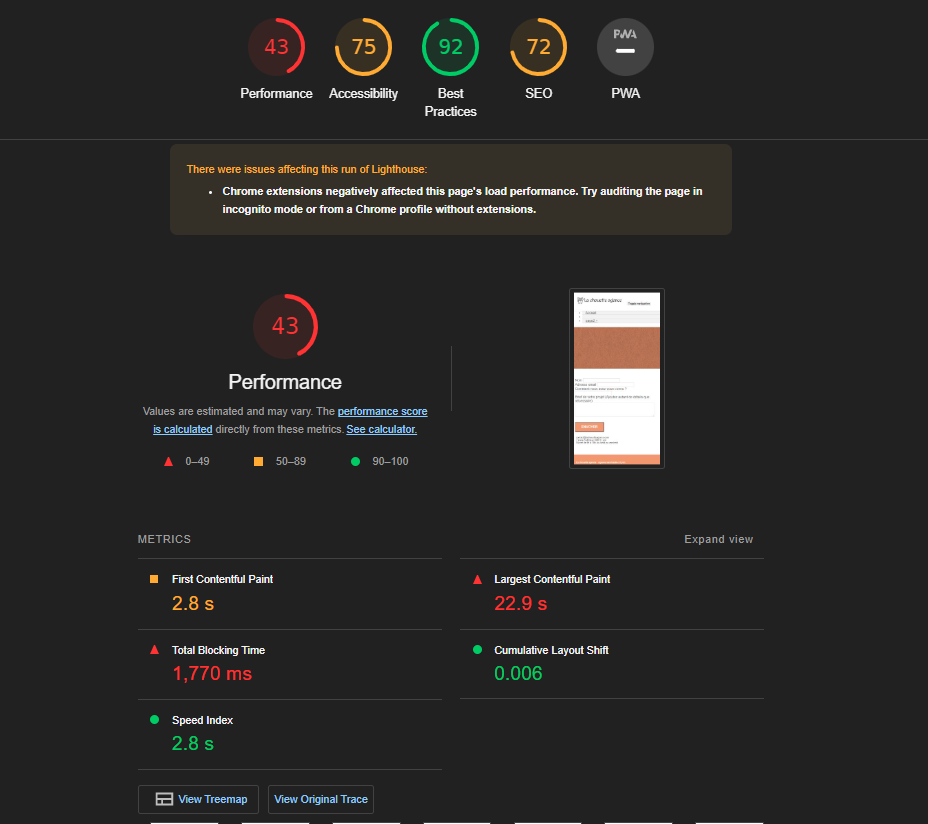 43
75
92
72
PWA
Performance
Accessibility
Best
Practices
SEO
PWA
There were issues affecting this run of Lighthouse:
Chrome extensions negatively affected this page's load performance. Try auditing the page in
incognito mode or from a Chrome profile without extensions.
43
Performance
Values are estimated and may vary. The performance score
is calculated directly from these metrics. See calculator.
0–49
50–89
90–100
METRICS
Expand view
First Contentful Paint
2.8 s
Largest Contentful Paint
22.9 s
Total Blocking Time
1,770 ms
Cumulative Layout Shift
0.006
Speed Index
2.8 s
View Treemap
View Original Trace